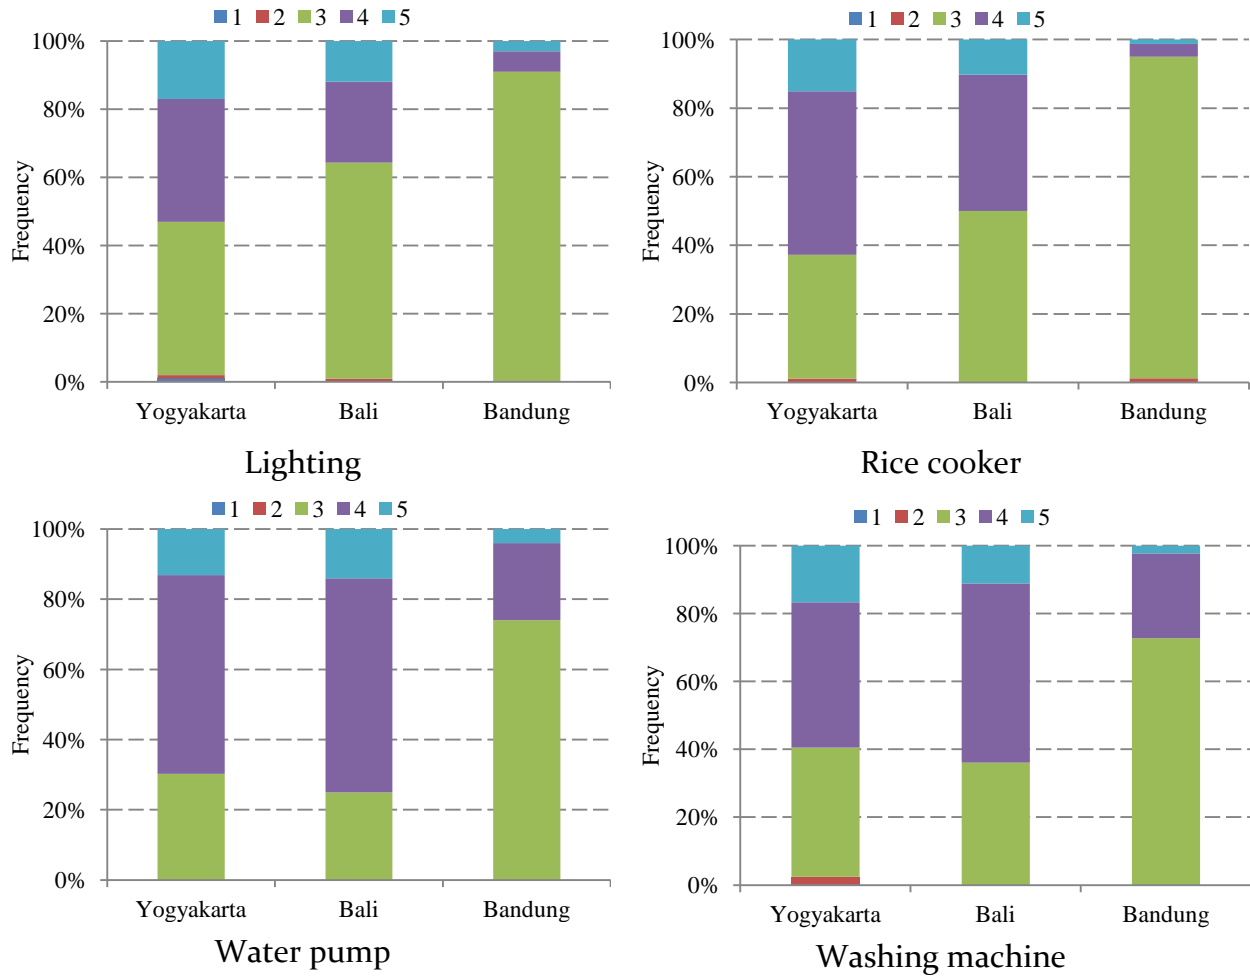 1 2 3 4 5
100%
80%
60%
40%
20%
0%
Frequency
Yogyakarta Bali Bandung
Lighting
1 2 3 4 5
100%
80%
60%
40%
20%
0%
Frequency
Yogyakarta Bali Bandung
Rice cooker
1 2 3 4 5
100%
80%
60%
40%
20%
0%
Frequency
Yogyakarta Bali Bandung
Water pump
1 2 3 4 5
100%
80%
60%
40%
20%
0%
Frequency
Yogyakarta Bali Bandung
Washing machine